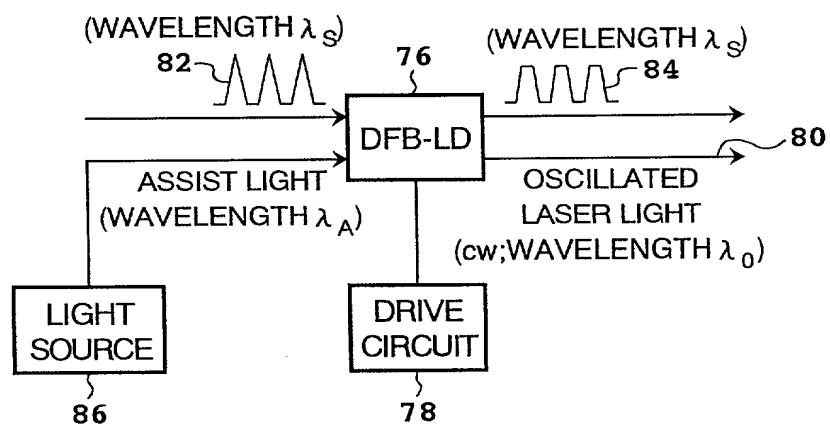 (WAVELENGTH λS)
82
76
(WAVELENGTH λS)
84
DFB-LD
80
ASSIST LIGHT
(WAVELENGTH λA)
OSCILLATED
LASER LIGHT
(cw;WAVELENGTH λ0)
LIGHT
SOURCE
86
DRIVE
CIRCUIT
78